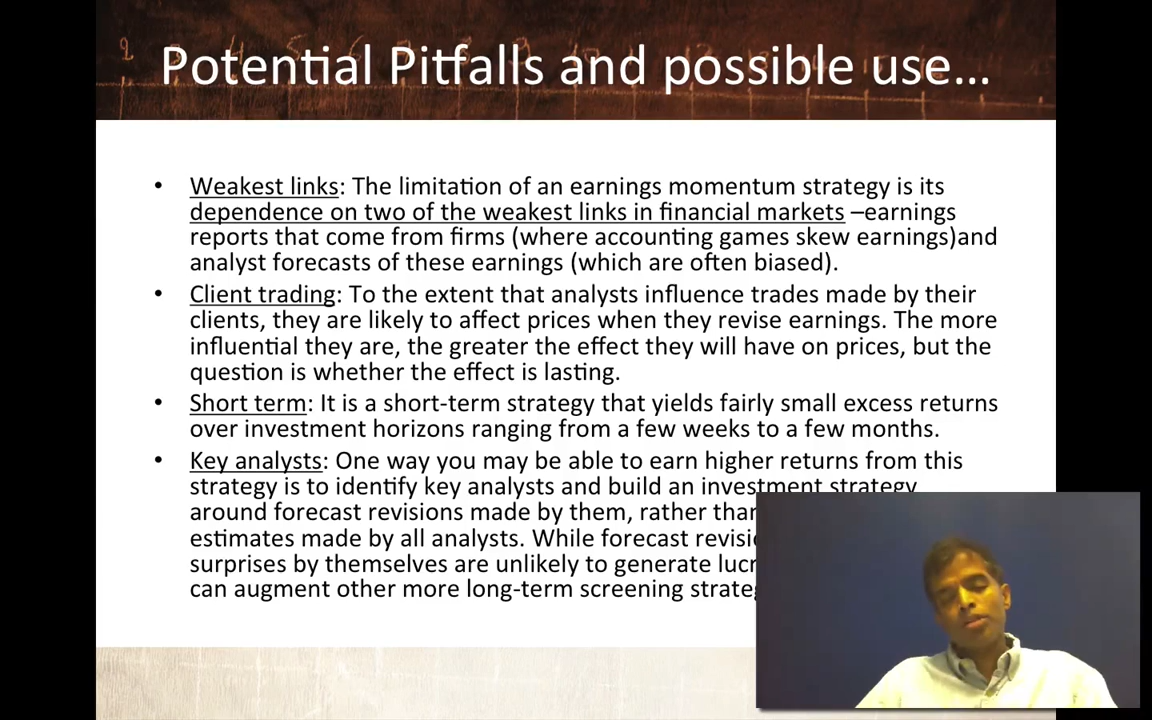 Potential Pitfalls and possible use…
• Weakest links: The limitation of an earnings momentum strategy is its
dependence on two of the weakest links in financial markets –earnings
reports that come from firms (where accounting games skew earnings)and
analyst forecasts of these earnings (which are often biased).
• Client trading: To the extent that analysts influence trades made by their
clients, they are likely to affect prices when they revise earnings. The more
influential they are, the greater the effect they will have on prices, but the
question is whether the effect is lasting.
• Short term: It is a short-term strategy that yields fairly small excess returns
over investment horizons ranging from a few weeks to a few months.
• Key analysts: One way you may be able to earn higher returns from this
strategy is to identify key analysts and build an investment strategy
around forecast revisions made by them, rather than
estimates made by all analysts. While forecast
surprises by themselves are unlikely to generate
can augment other more long-term screening